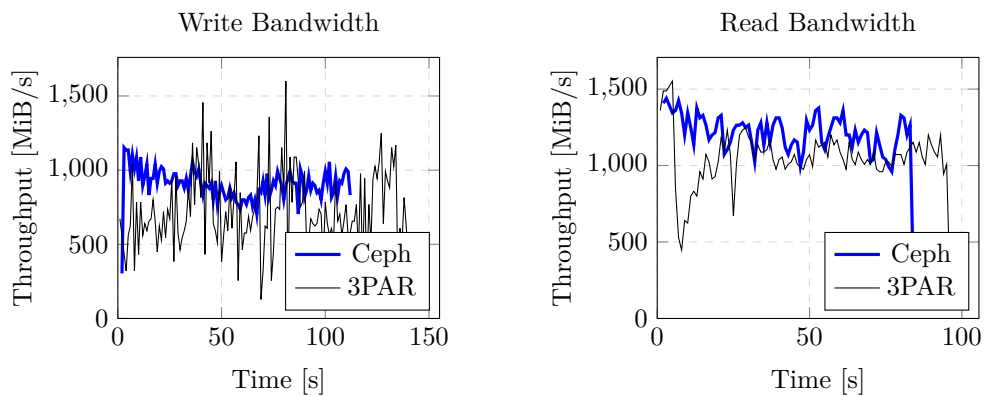 Write Bandwidth
Throughput [MiB/s]
1,500
1,000
500
0
0 50 100 150
Time [s]
Ceph
3PAR
Read Bandwidth
Throughput [MiB/s]
1,500
1,000
500
0
0 50 100
Time [s]
Ceph
3PAR